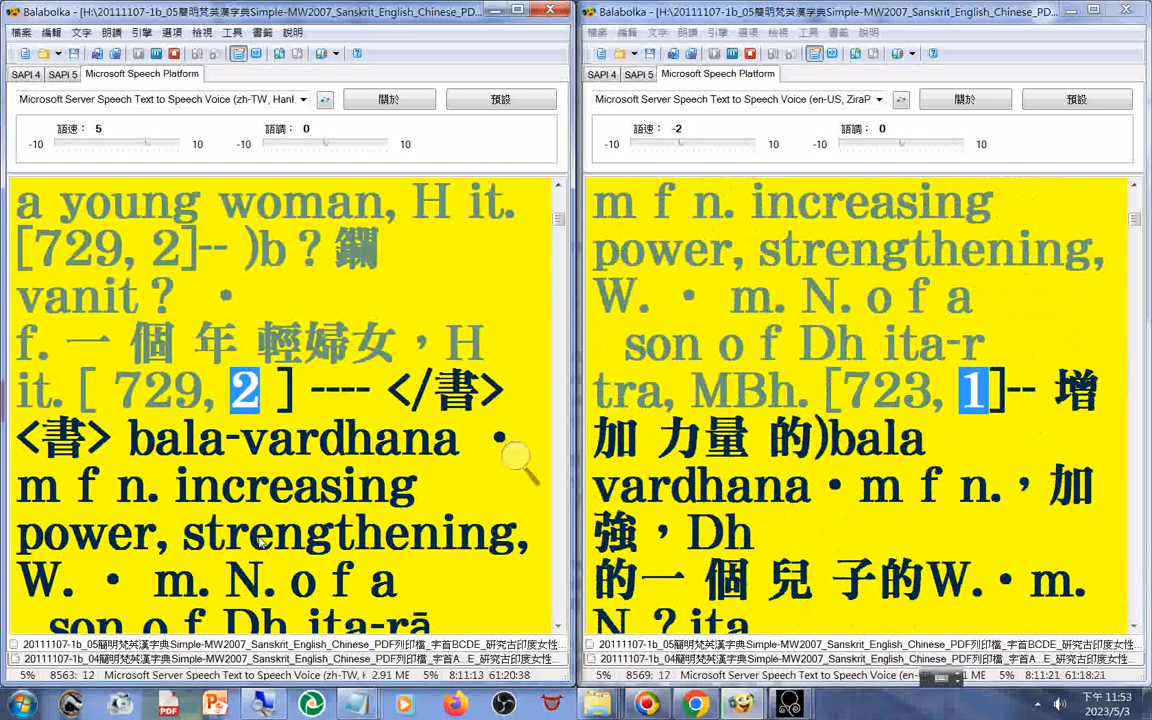 Balabolka - [H:\20111107-1b_05簡明梵英漢字典Simple-MW2007_Sanskrit_English_Chinese_PD...
檔案 編輯 文字 朗讀 引擎 選項 檢視 工具 書籤 說明
SAPI 4 SAPI 5 Microsoft Speech Platform
Microsoft Server Speech Text to Speech Voice (zh-TW, HanI
關於
預設
語速： 5 語調： 0
-10 10 -10 10
a young woman, H it.
[729, 2]-- )b ? 鑭
vanit ? •
f. 一 個 年 輕婦女，H
it. [ 729, 2 ] ---- </書>
<書> bala-vardhana •
m f n. increasing
power, strengthening,
W. • m. N. o f a
son o f Dh ita-rā
20111107-1b_05簡明梵英漢字典Simple-MW2007_Sanskrit_English_Chinese_PDF列印檔_字首BCDE_研究古印度女性...
20111107-1b_04簡明梵英漢字典Simple-MW2007_Sanskrit_English_Chinese_PDF列印檔_字首A...E_研究古印度女性...
5% 8563: 12 Microsoft Server Speech Text to Speech Voice (zh-TW, H 2.91 MB 5% 8:11:13 61:20:38
Balabolka - [H:\20111107-1b_05簡明梵英漢字典Simple-MW2007_Sanskrit_English_Chinese_PD...
檔案 編輯 文字 朗讀 引擎 選項 檢視 工具 書籤 說明
SAPI 4 SAPI 5 Microsoft Speech Platform
Microsoft Server Speech Text to Speech Voice (en-US, ZiraP
關於
預設
語速： -2 語調： 0
-10 10 -10 10
m f n. increasing
power, strengthening,
W. • m. N. o f a
son o f Dh ita-r
tra, MBh. [723, 1]-- 增
加 力量 的)bala
vardhana • m f n.，加
強，Dh
的一 個 兒 子的W. • m.
N. ? ita
20111107-1b_05簡明梵英漢字典Simple-MW2007_Sanskrit_English_Chinese_PDF列印檔_字首BCDE_研究古印度女性...
20111107-1b_04簡明梵英漢字典Simple-MW2007_Sanskrit_English_Chinese_PDF列印檔_字首A...E_研究古印度女性...
5% 8569: 12 Microsoft Server Speech Text to Speech Voice (en-US, MB 5% 8:11:21 61:18:21
下午 11:53
2023/5/3